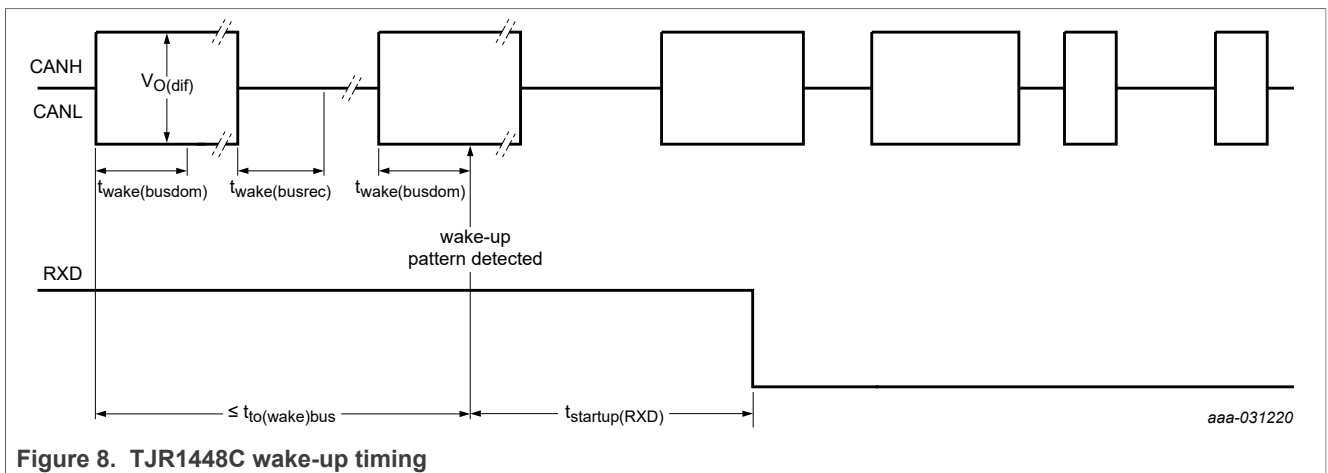 CANH
V_O(dif)
CANL
t_wake(busdom)
t_wake(busrec)
t_wake(busdom)
wake-up
pattern detected
RXD
≤ t_to(wake)bus
t_startup(RXD)
aaa-031220
Figure 8. TJR1448C wake-up timing